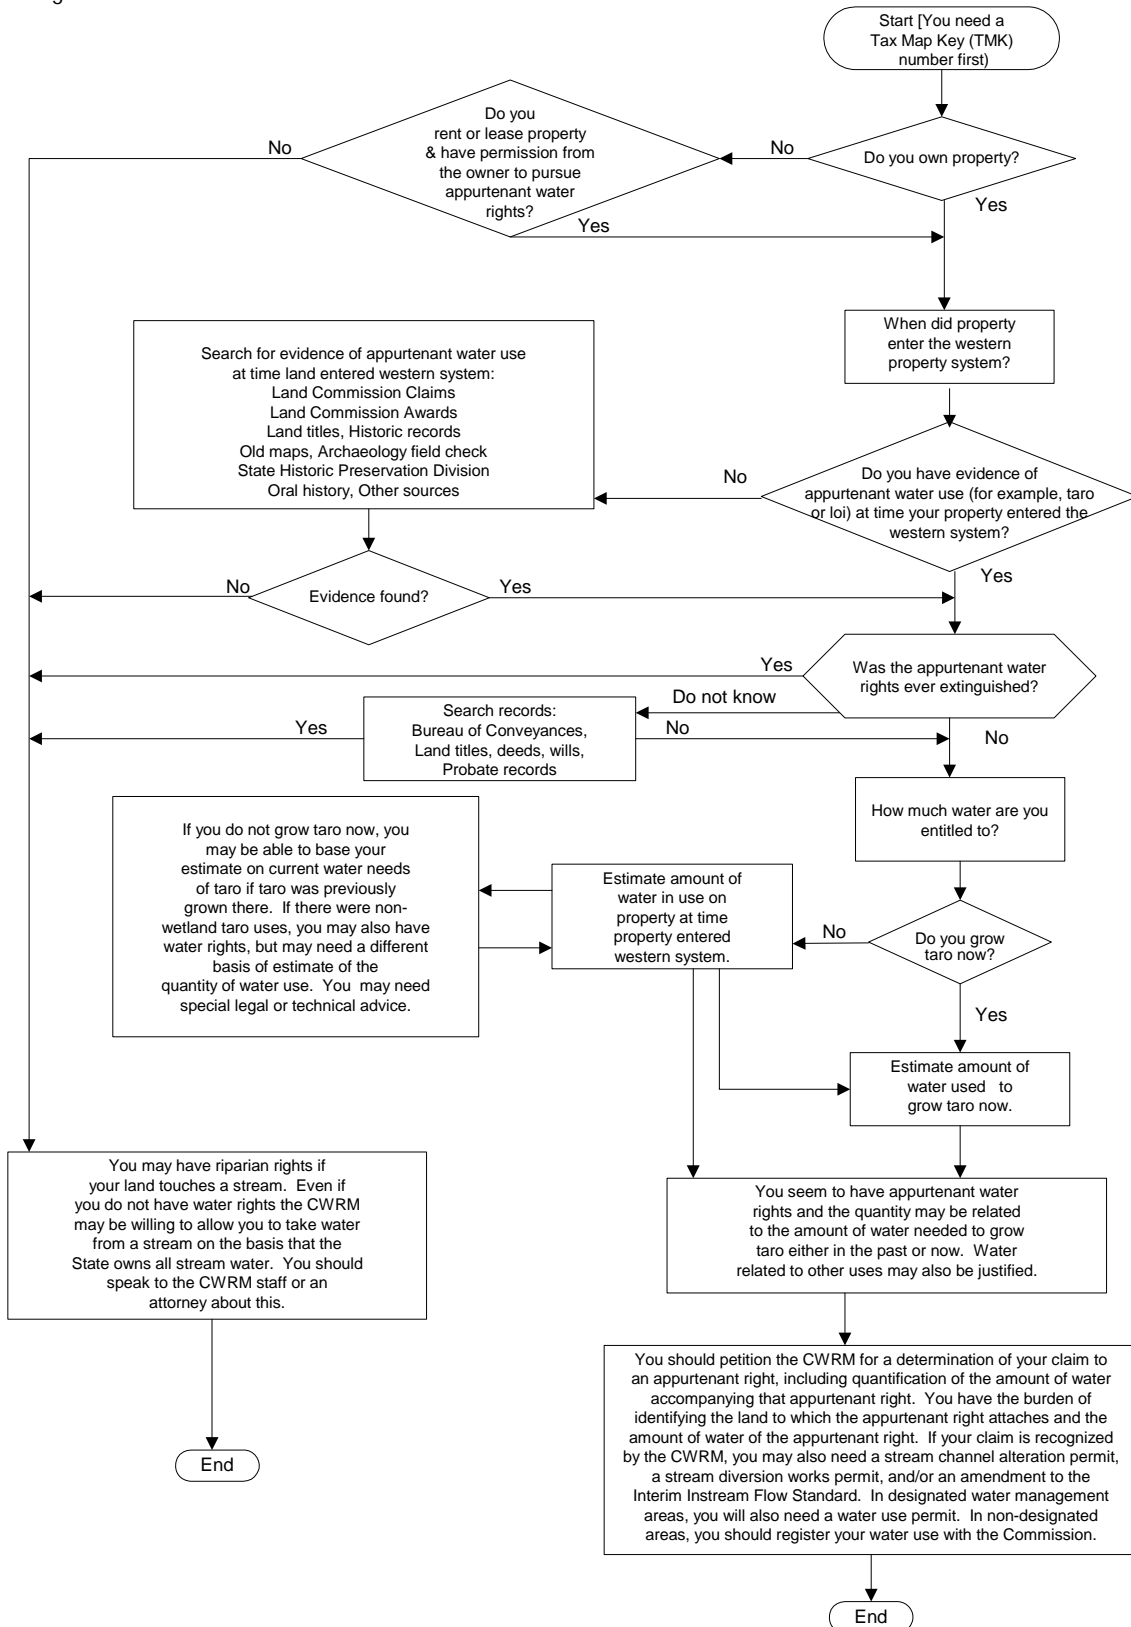 Start [You need a
Tax Map Key (TMK)
number first)
Do you own property?
No
Yes
Do you
rent or lease property
& have permission from
the owner to pursue
appurtenant water
rights?
No
Yes
When did property
enter the western
property system?
Do you have evidence of
appurtenant water use (for example, taro
or loi) at time your property entered the
western system?
No
Yes
Search for evidence of appurtenant water use
at time land entered western system:
Land Commission Claims
Land Commission Awards
Land titles, Historic records
Old maps, Archaeology field check
State Historic Preservation Division
Oral history, Other sources
Evidence found?
No
Yes
Was the appurtenant water
rights ever extinguished?
Yes
Do not know
No
Search records:
Bureau of Conveyances,
Land titles, deeds, wills,
Probate records
Yes
No
How much water are you
entitled to?
Do you grow
taro now?
No
Yes
Estimate amount of
water in use on
property at time
property entered
western system.
If you do not grow taro now, you
may be able to base your
estimate on current water needs
of taro if taro was previously
grown there. If there were non-
wetland taro uses, you may also have
water rights, but may need a different
basis of estimate of the
quantity of water use. You may need
special legal or technical advice.
Estimate amount of
water used to
grow taro now.
You may have riparian rights if
your land touches a stream. Even if
you do not have water rights the CWRM
may be willing to allow you to take water
from a stream on the basis that the
State owns all stream water. You should
speak to the CWRM staff or an
attorney about this.
End
You seem to have appurtenant water
rights and the quantity may be related
to the amount of water needed to grow
taro either in the past or now. Water
related to other uses may also be justified.
You should petition the CWRM for a determination of your claim to
an appurtenant right, including quantification of the amount of water
accompanying that appurtenant right. You have the burden of
identifying the land to which the appurtenant right attaches and the
amount of water of the appurtenant right. If your claim is recognized
by the CWRM, you may also need a stream channel alteration permit,
a stream diversion works permit, and/or an amendment to the
Interim Instream Flow Standard. In designated water management
areas, you will also need a water use permit. In non-designated
areas, you should register your water use with the Commission.
End